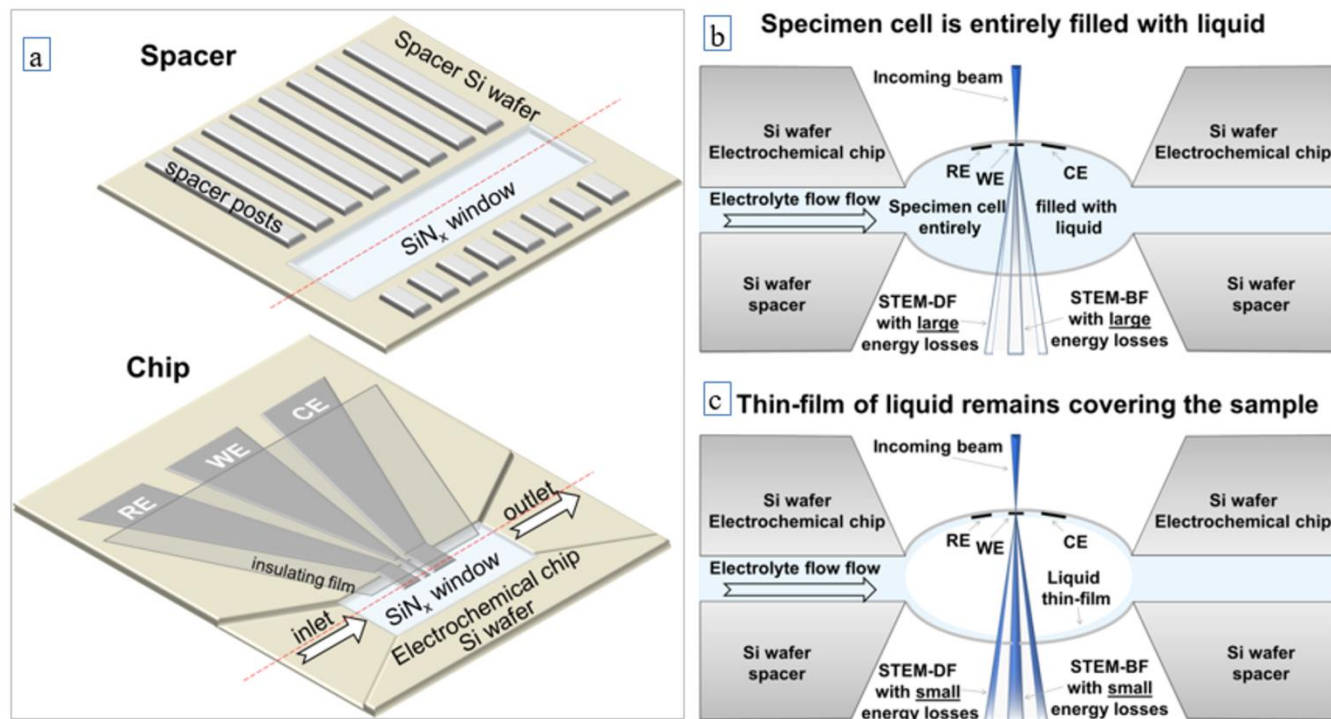 a
Spacer
Spacer Si wafer
spacer posts
SiNx window
Chip
RE
WE
CE
insulating film
inlet
outlet
SiNx window
Electrochemical chip
Si wafer
b
Specimen cell is entirely filled with liquid
Incoming beam
Si wafer
Electrochemical chip
Si wafer
Electrochemical chip
RE
WE
CE
Electrolyte flow flow
Specimen cell
entirely
filled with
liquid
Si wafer
spacer
STEM-DF
with large
energy losses
STEM-BF
with large
energy losses
Si wafer
spacer
c
Thin-film of liquid remains covering the sample
Incoming beam
Si wafer
Electrochemical chip
Si wafer
Electrochemical chip
RE
WE
CE
Electrolyte flow flow
Liquid
thin-film
Si wafer
spacer
STEM-DF
with small
energy losses
STEM-BF
with small
energy losses
Si wafer
spacer